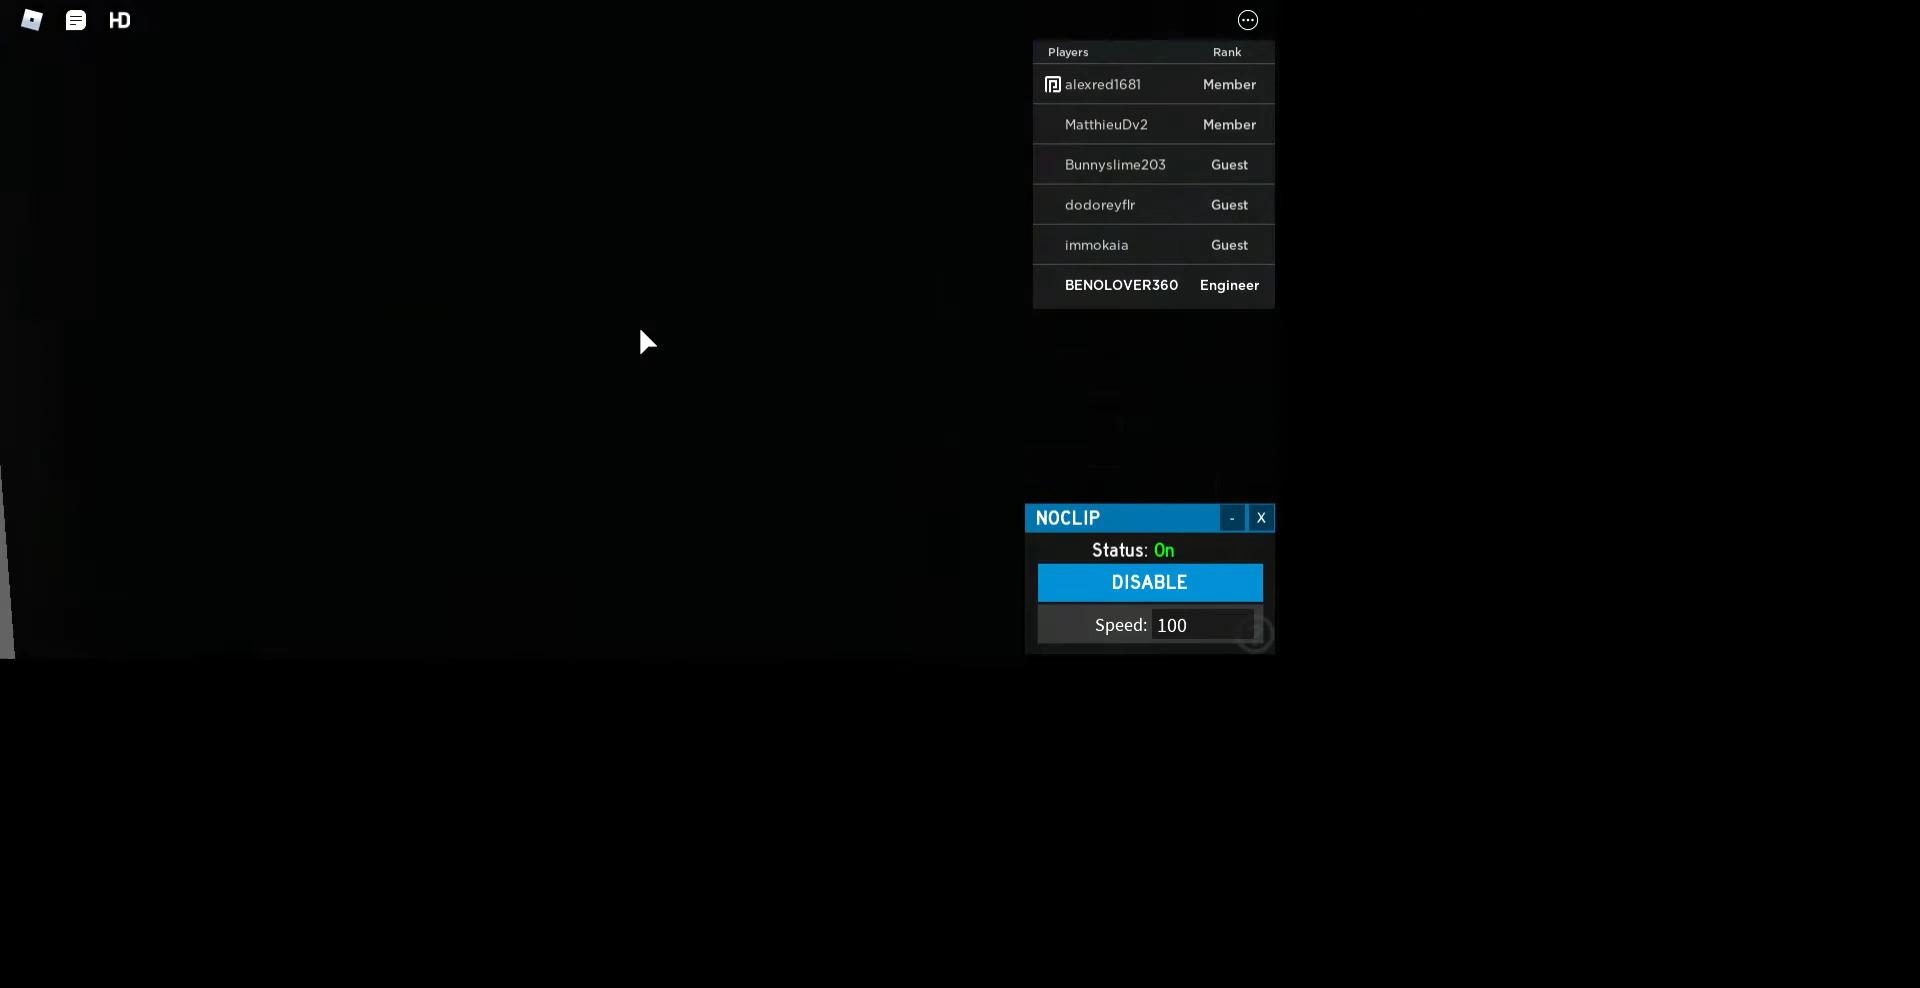 HD
Players Rank
alexred1681 Member
MatthieuDv2 Member
Bunnyslime203 Guest
dodoreyflr Guest
immokaia Guest
BENOLOVER360 Engineer
NOCLIP - X
Status: On
DISABLE
Speed: 100